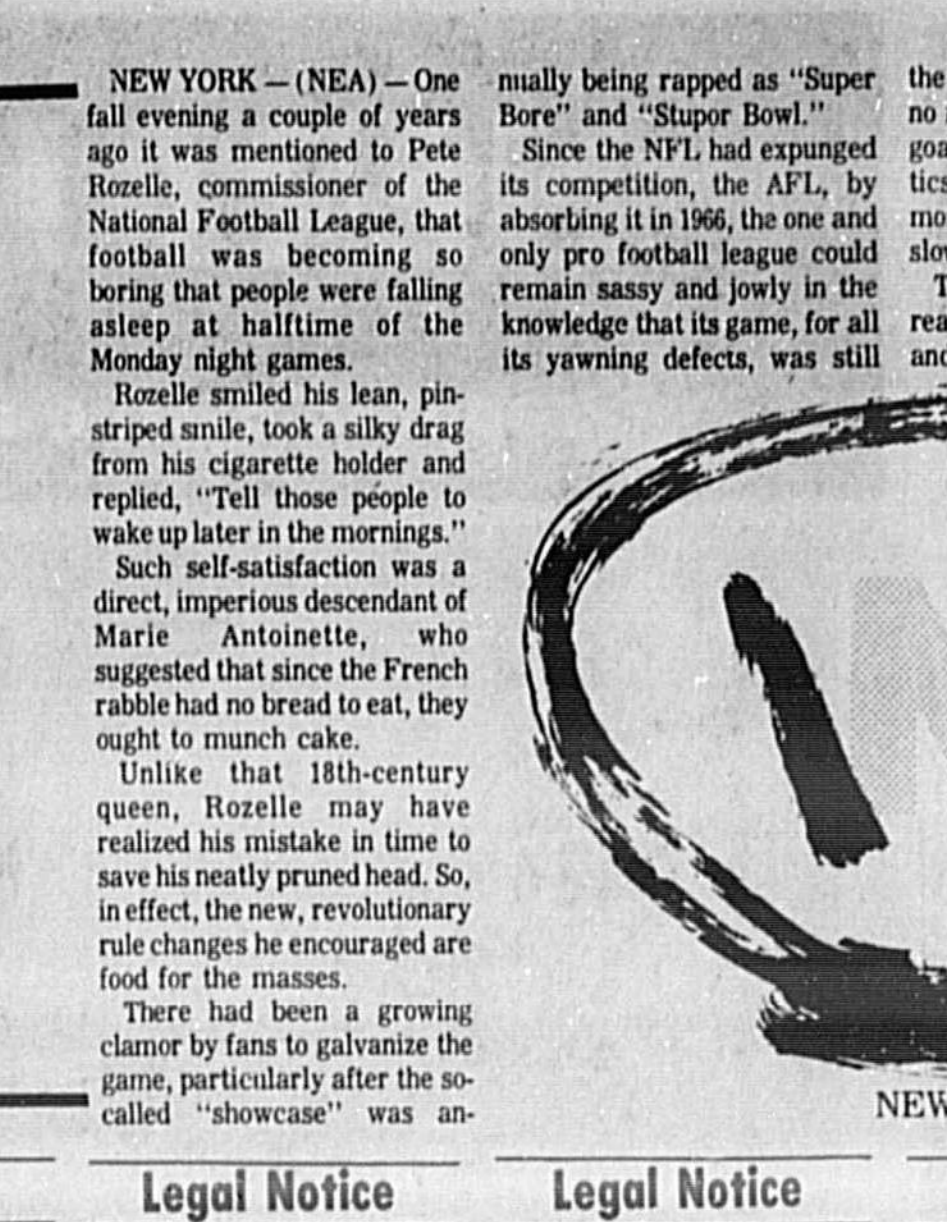 NEW YORK — (NEA) — One
fall evening a couple of years
ago it was mentioned to Pete
Rozelle, commissioner of the
National Football League, that
football was becoming so
boring that people were falling
asleep at halftime of the
Monday night games.
Rozelle smiled his lean, pin-
striped smile, took a silky drag
from his cigarette holder and
replied, "Tell those people to
wake up later in the mornings."
Such self-satisfaction was a
direct, imperious descendant of
Marie Antoinette, who
suggested that since the French
rabble had no bread to eat, they
ought to munch cake.
Unlike that 18th-century
queen, Rozelle may have
realized his mistake in time to
save his neatly pruned head. So,
in effect, the new, revolutionary
rule changes he encouraged are
food for the masses.
There had been a growing
clamor by fans to galvanize the
game, particularly after the so-
called "showcase" was an-
nually being rapped as "Super
Bore" and "Stupor Bowl."
Since the NFL had expunged
its competition, the AFL, by
absorbing it in 1966, the one and
only pro football league could
remain sassy and jowly in the
knowledge that its game, for all
its yawning defects, was still
the
no
goa
tics
mo
slov
T
rea
and
NEW
Legal Notice
Legal Notice